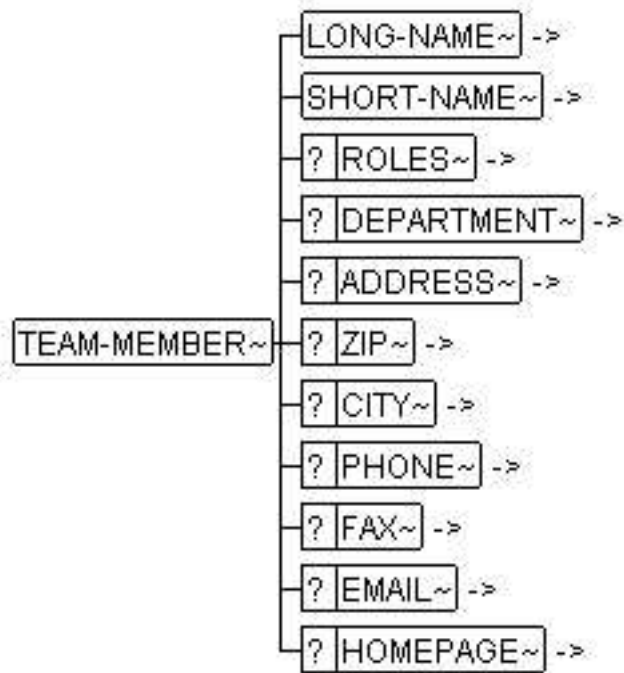 LONG-NAME~ ->
SHORT-NAME~ ->
? ROLES~ ->
? DEPARTMENT~ ->
? ADDRESS~ ->
TEAM-MEMBER~ ? ZIP~ ->
? CITY~ ->
? PHONE~ ->
? FAX~ ->
? EMAIL~ ->
? HOMEPAGE~ ->